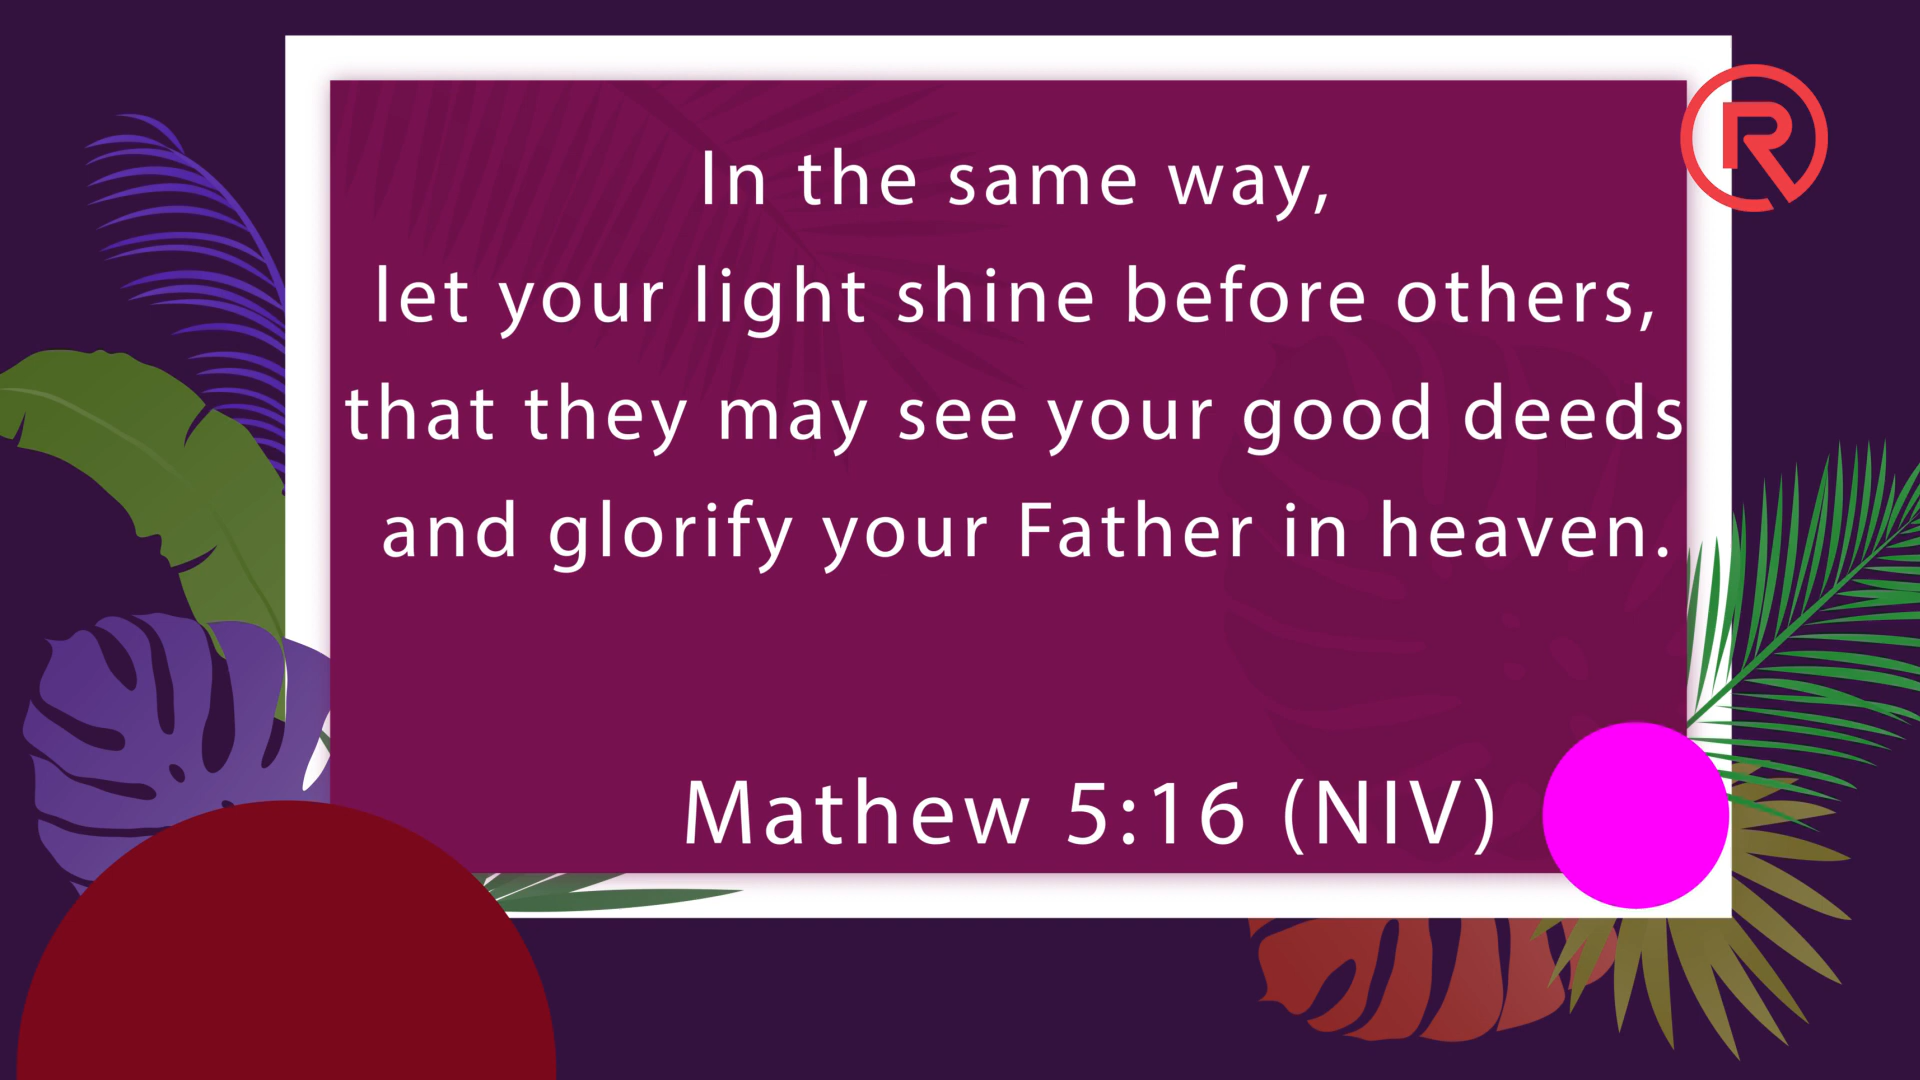 R
In the same way,
let your light shine before others,
that they may see your good deeds
and glorify your Father in heaven.
Mathew 5:16 (NIV)